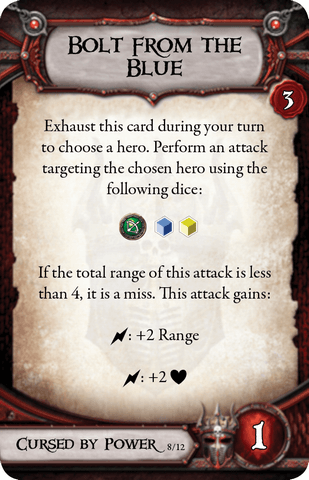 BOLT FROM THE
BLUE
3
Exhaust this card during your turn
to choose a hero. Perform an attack
targeting the chosen hero using the
following dice:
If the total range of this attack is less
than 4, it is a miss. This attack gains:
: +2 Range
: +2
CURSED BY POWER 8/12
1